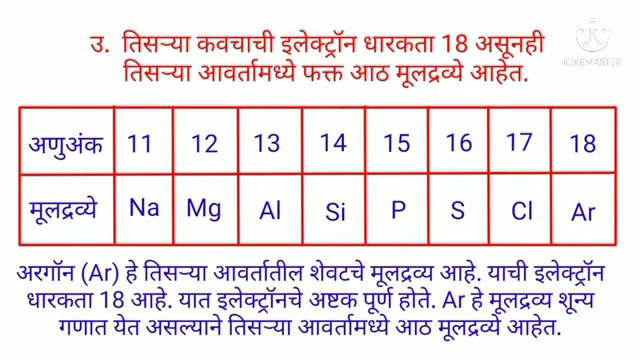 उ. तिसऱ्या कवचाची इलेक्ट्रॉन धारकता 18 असूनही
तिसऱ्या आवर्तामध्ये फक्त आठ मूलद्रव्ये आहेत.
अणुअंक 11 12 13 14 15 16 17 18
मूलद्रव्ये Na Mg Al Si P S Cl Ar
अरगॉन (Ar) हे तिसऱ्या आवर्तातील शेवटचे मूलद्रव्य आहे. याची इलेक्ट्रॉन
धारकता 18 आहे. यात इलेक्ट्रॉनचे अष्टक पूर्ण होते. Ar हे मूलद्रव्य शून्य
गणात येत असल्याने तिसऱ्या आवर्तामध्ये आठ मूलद्रव्ये आहेत.
KINEMASTER